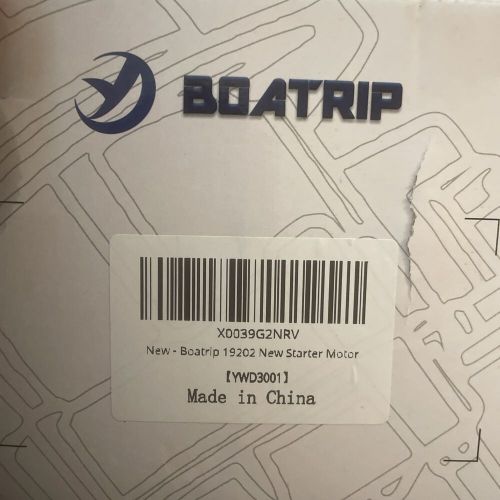 BOATRIP
X0039G2NRV
New - Boatrip 19202 New Starter Motor
【YWD3001】
Made in China